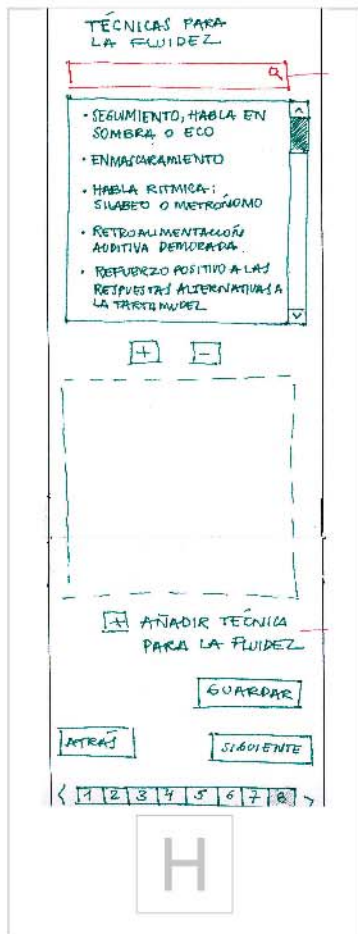 TÉCNICAS PARA
LA FLUIDEZ
• SEGUIMIENTO, HABLA EN
SOMBRA O ECO
• ENMASCARAMIENTO
• HABLA RITMICA:
SILABEO O METRÓNOMO
• RETROALIMENTACIÓN
AUDITIVA DEMORADA.
• REFUERZO POSITIVO A LAS
RESPUESTAS ALTERNATIVAS A
LA TARTAMUDEZ
+ −
+ AÑADIR TÉCNICA
PARA LA FLUIDEZ
GUARDAR
ATRÁS SIGUIENTE
< 1 2 3 4 5 6 7 8 >
H